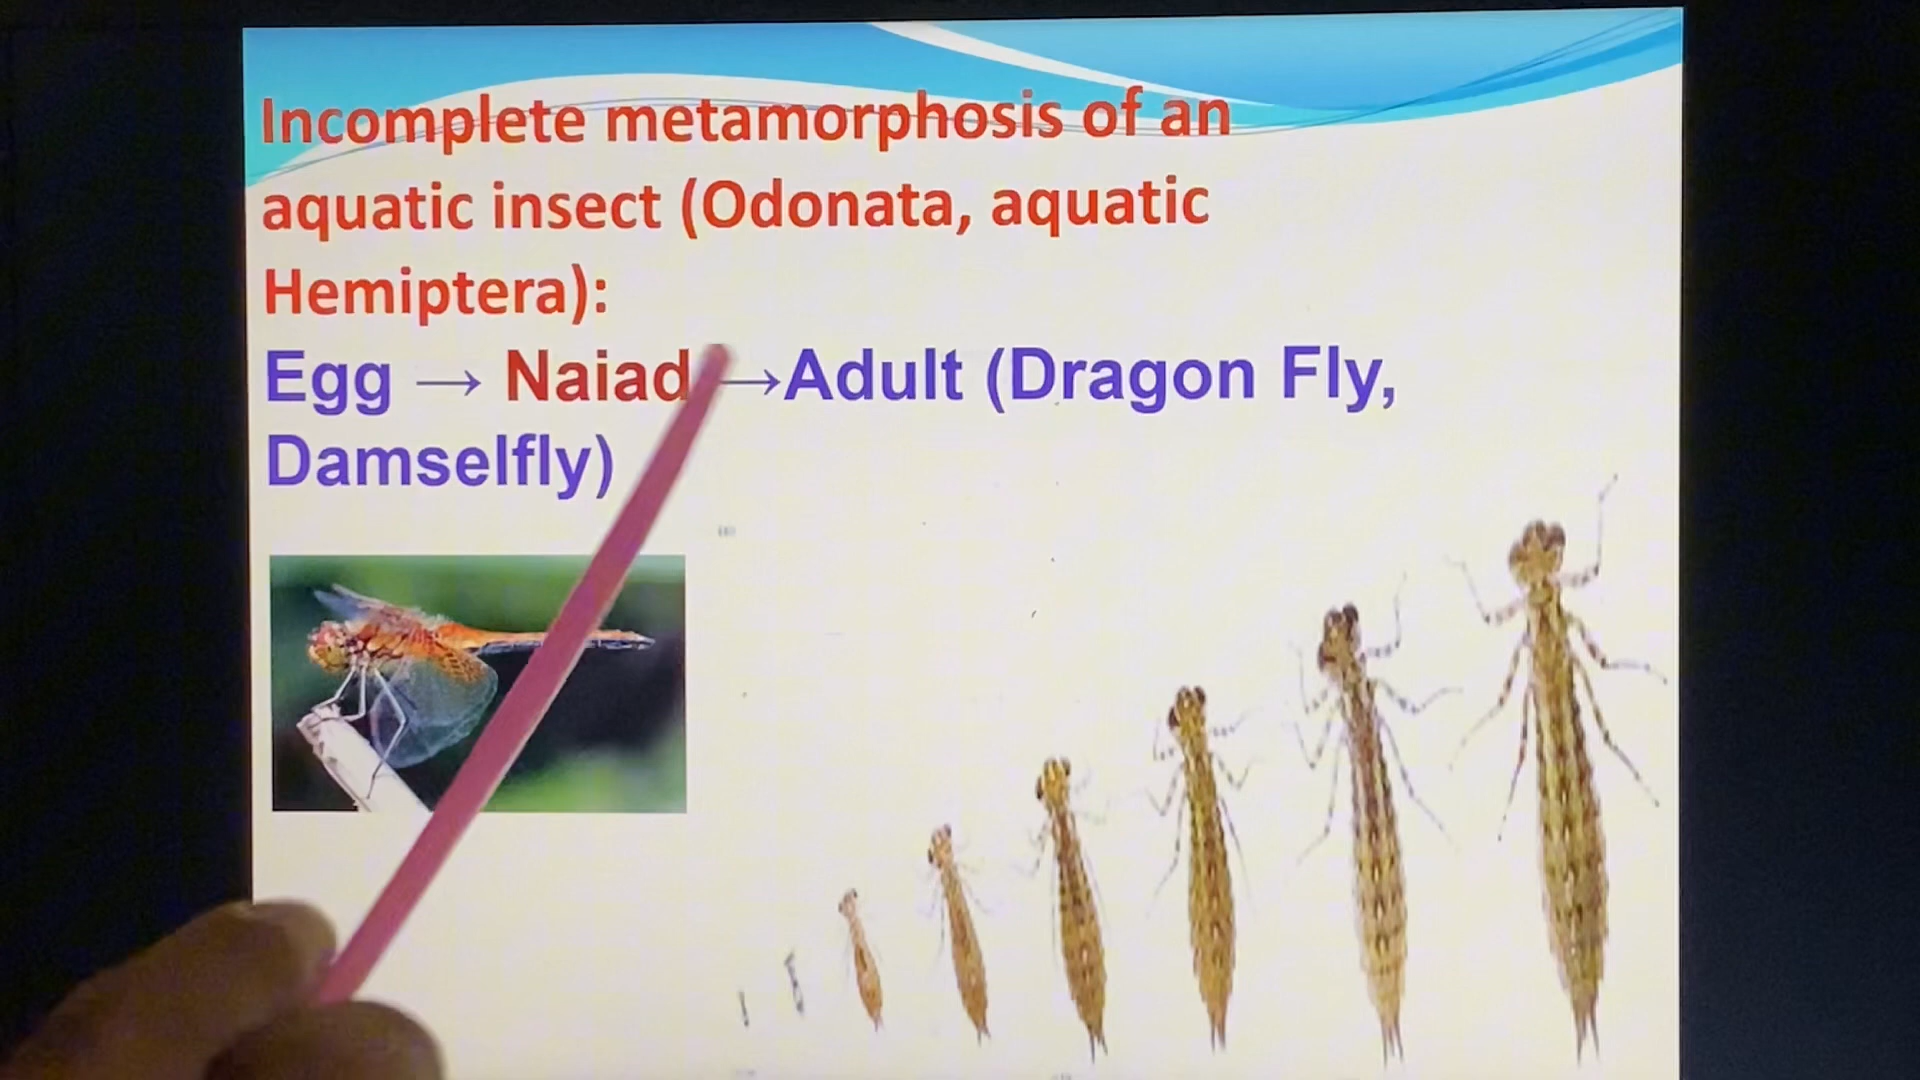 Incomplete metamorphosis of an
aquatic insect (Odonata, aquatic
Hemiptera):
Egg → Naiad →Adult (Dragon Fly,
Damselfly)